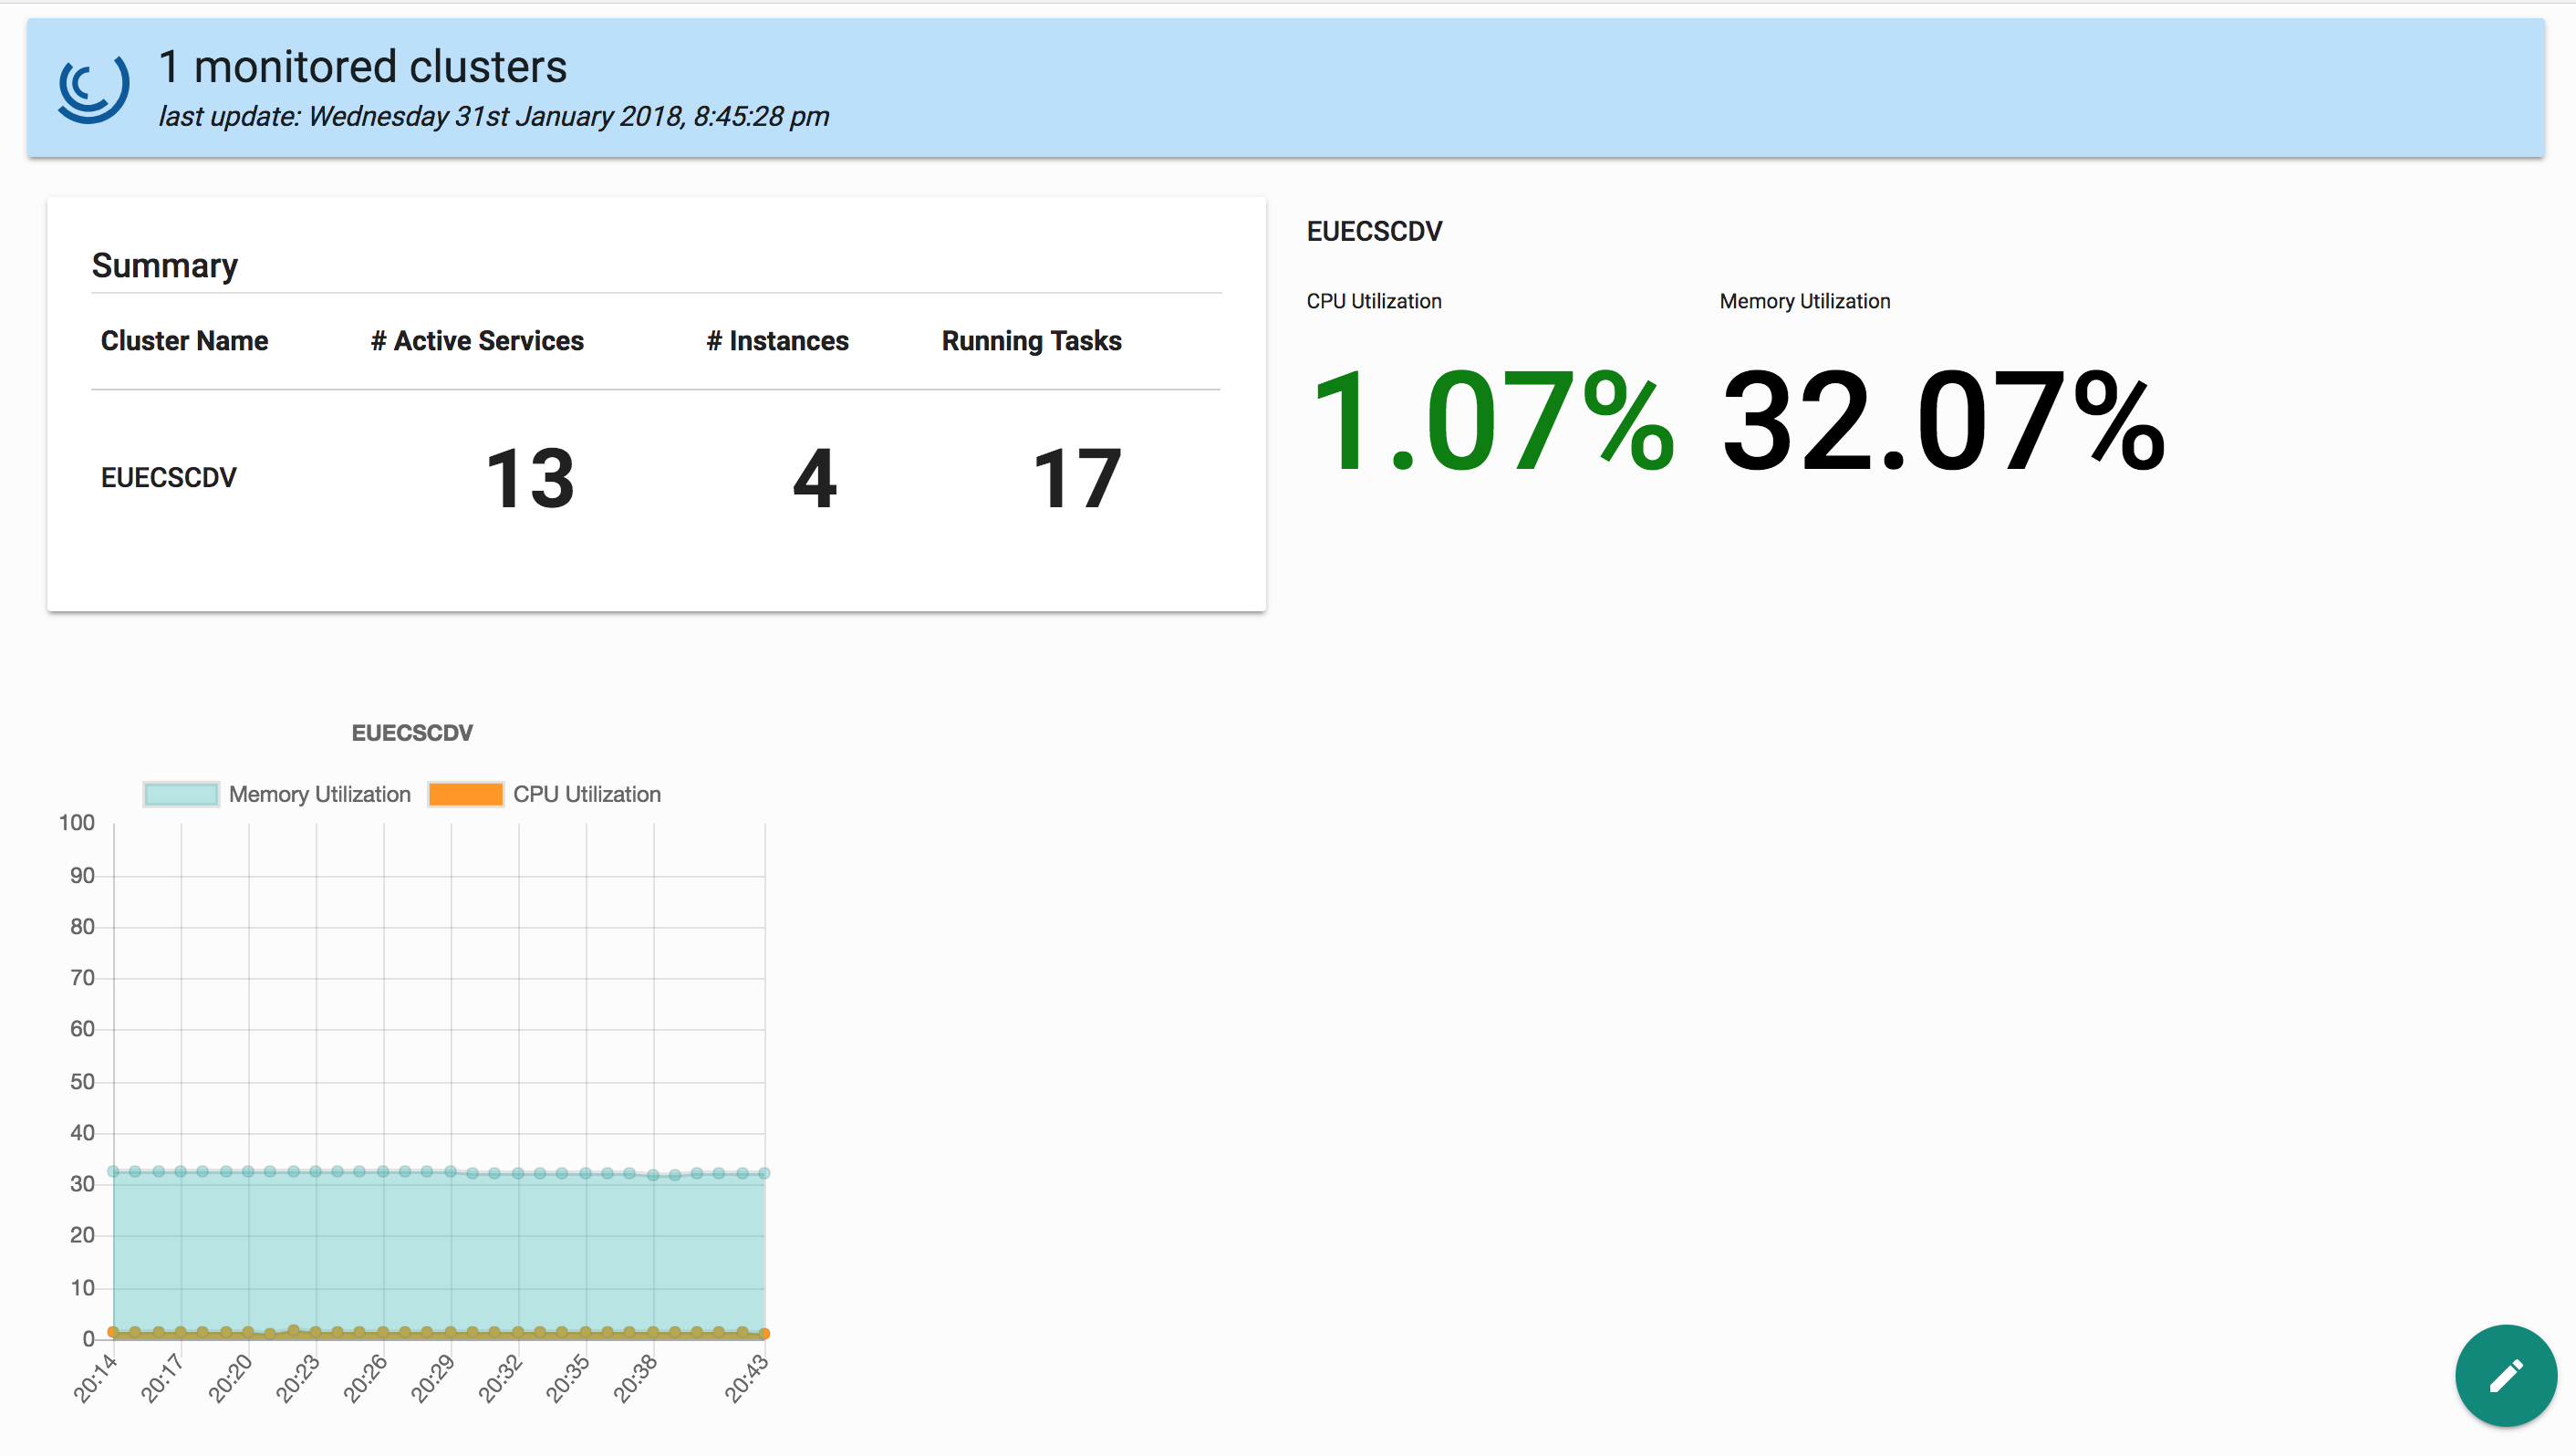 1 monitored clusters
last update: Wednesday 31st January 2018, 8:45:28 pm
Summary
Cluster Name # Active Services # Instances Running Tasks
EUECSCDV 13 4 17
EUECSCDV
CPU Utilization Memory Utilization
1.07% 32.07%
EUECSCDV
Memory Utilization CPU Utilization
100
90
80
70
60
50
40
30
20
10
0
20:14 20:17 20:20 20:23 20:26 20:29 20:32 20:35 20:38 20:43